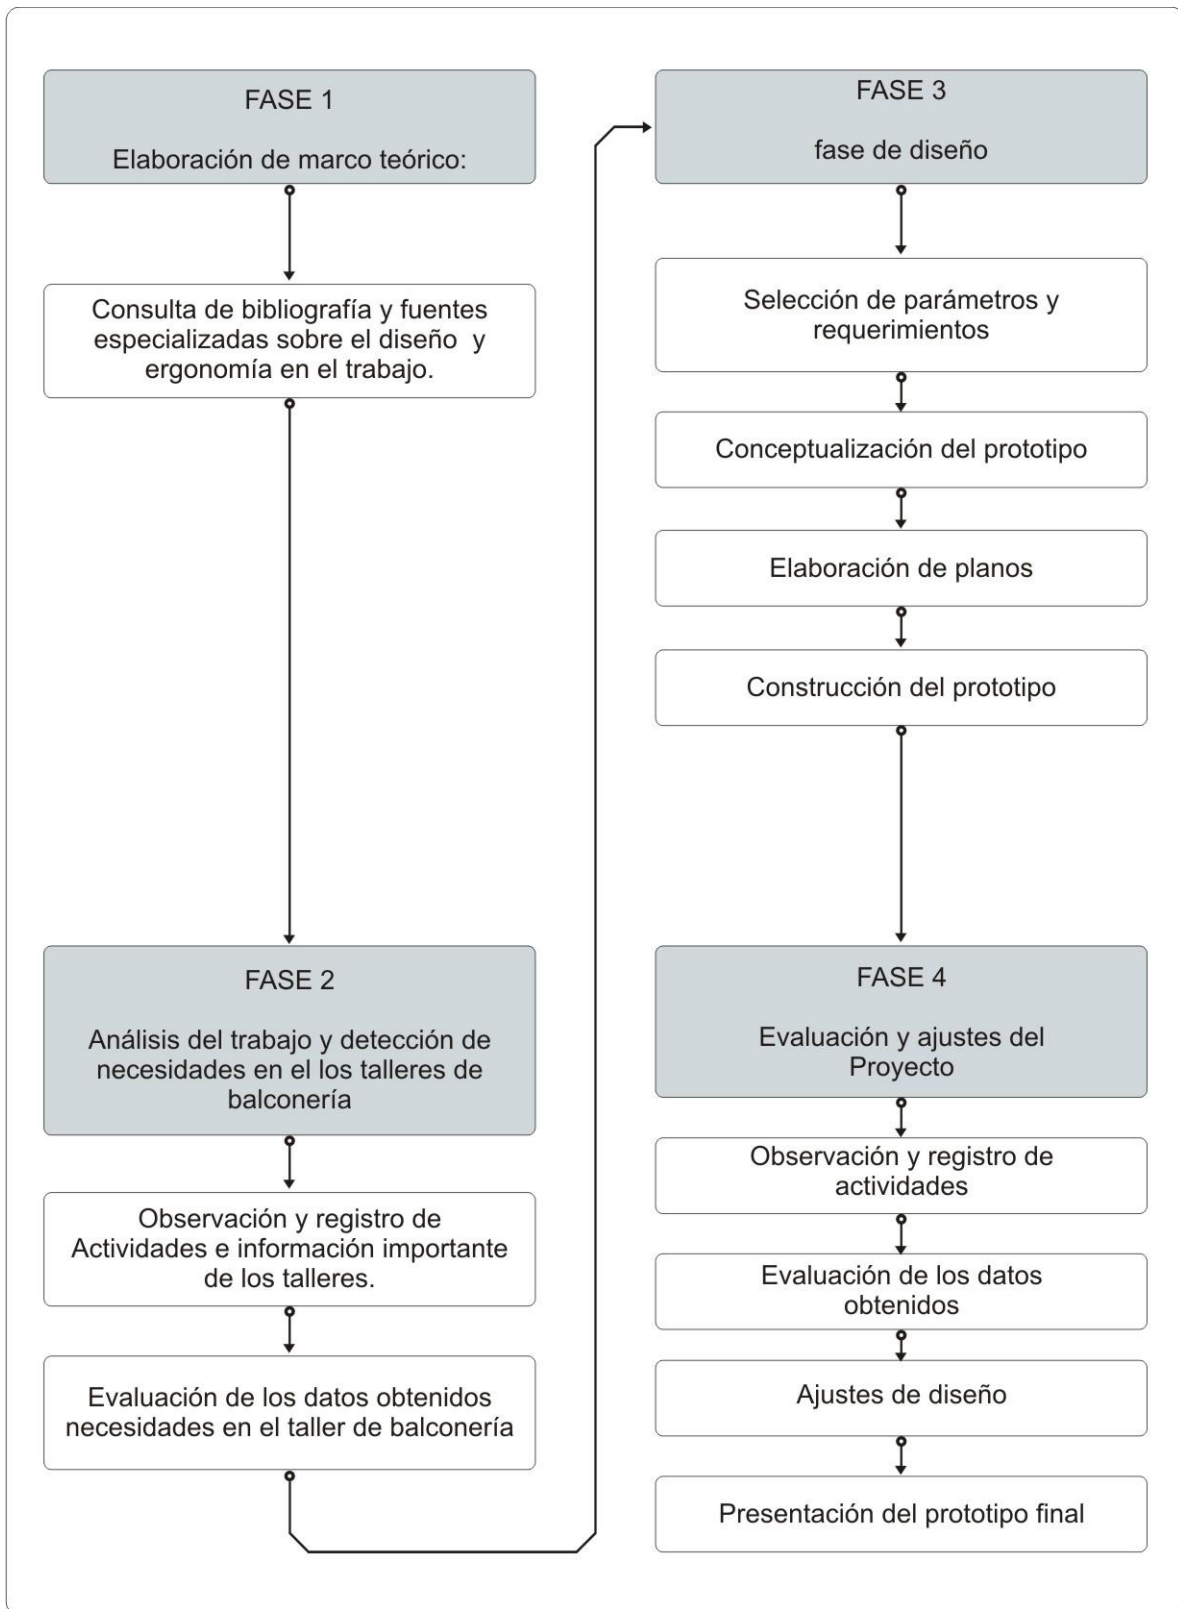 FASE 1
Elaboración de marco teórico:
Consulta de bibliografía y fuentes
especializadas sobre el diseño y
ergonomía en el trabajo.
FASE 2
Análisis del trabajo y detección de
necesidades en el los talleres de
balconería
Observación y registro de
Actividades e información importante
de los talleres.
Evaluación de los datos obtenidos
necesidades en el taller de balconería
FASE 3
fase de diseño
Selección de parámetros y
requerimientos
Conceptualización del prototipo
Elaboración de planos
Construcción del prototipo
FASE 4
Evaluación y ajustes del
Proyecto
Observación y registro de
actividades
Evaluación de los datos
obtenidos
Ajustes de diseño
Presentación del prototipo final